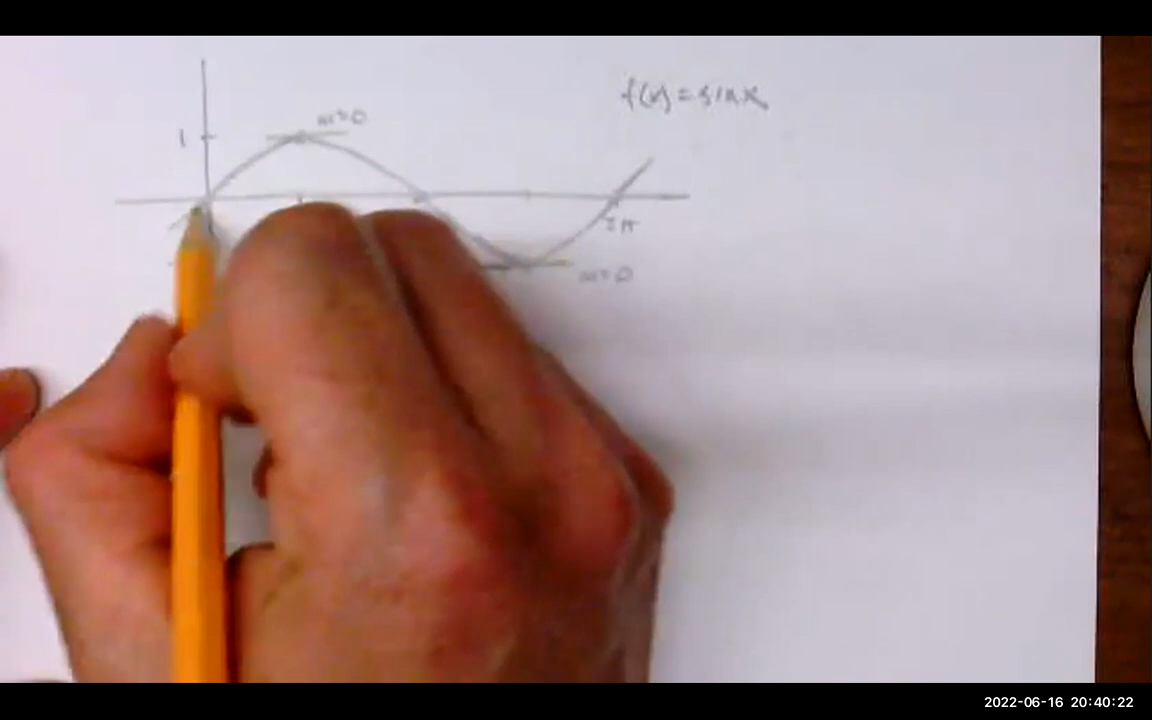 f(x) = sin x
m=0
1
2π
m=0
2022-06-16 20:40:22